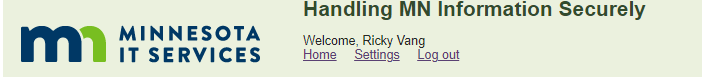 Handling MN Information Securely
MINNESOTA
IT SERVICES
Welcome, Ricky Vang
Home Settings Log out